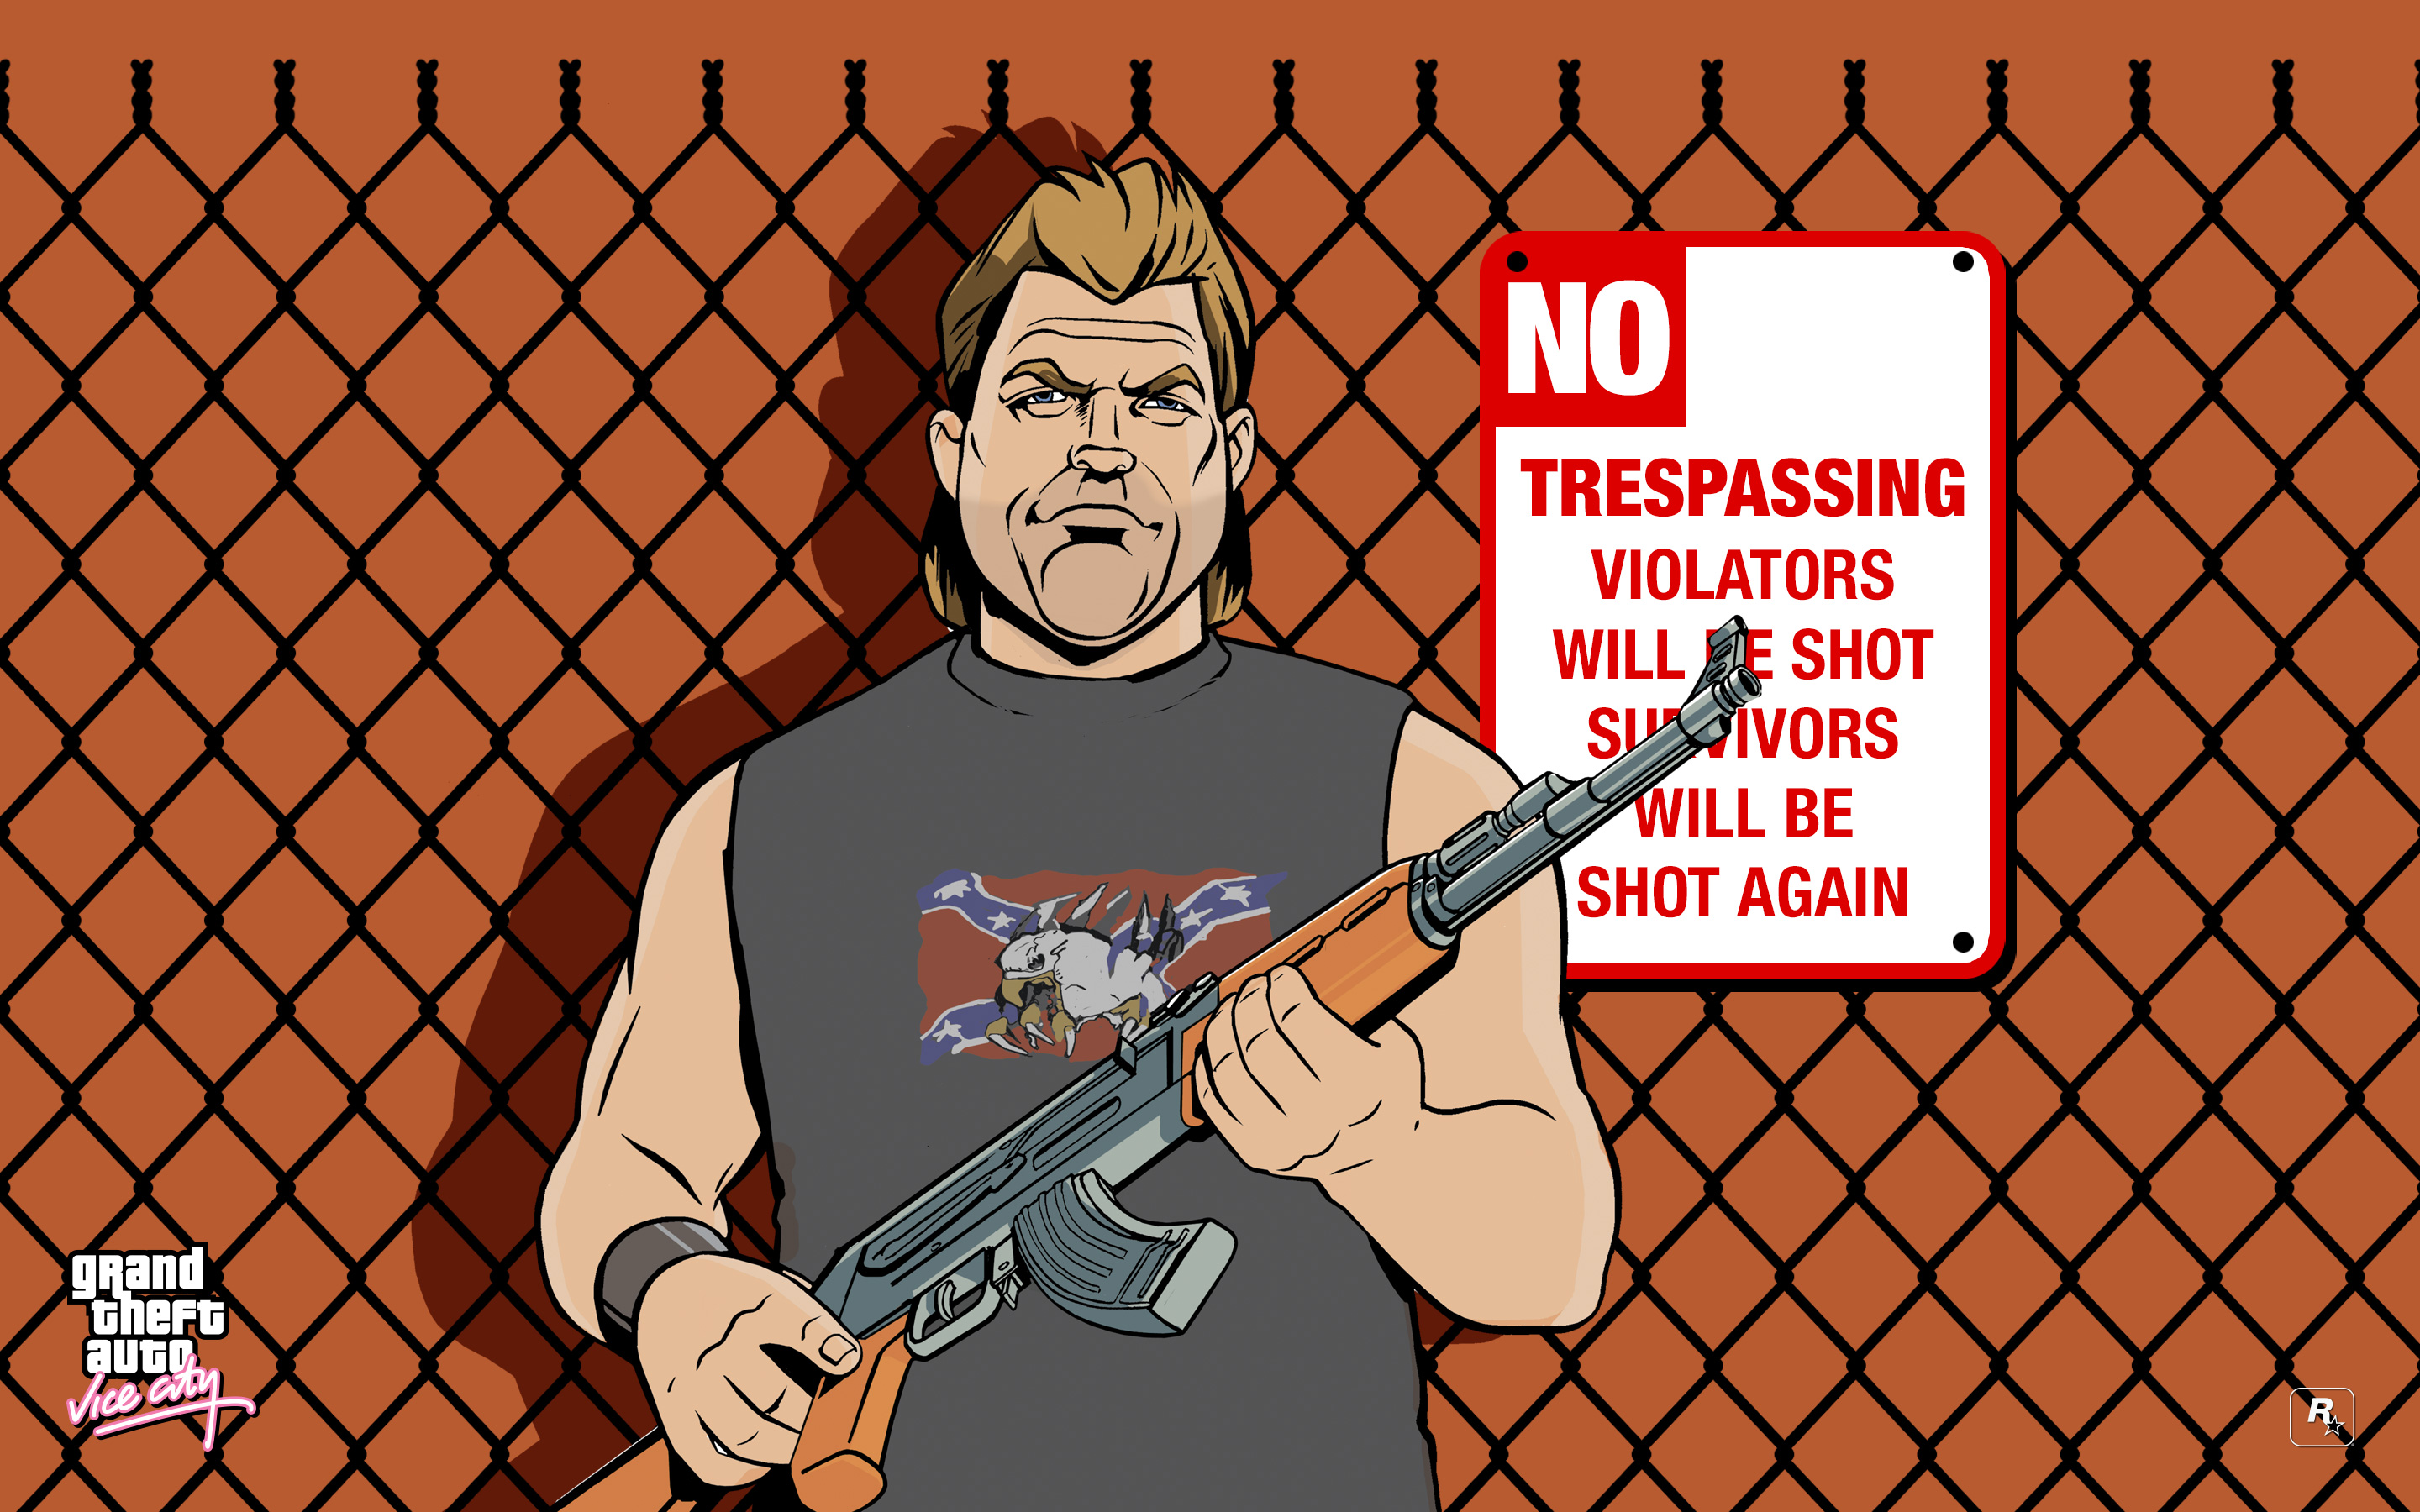 NO
TRESPASSING
VIOLATORS
WILL BE SHOT
SURVIVORS
WILL BE
SHOT AGAIN
grand
theft
auto
Vice City
R